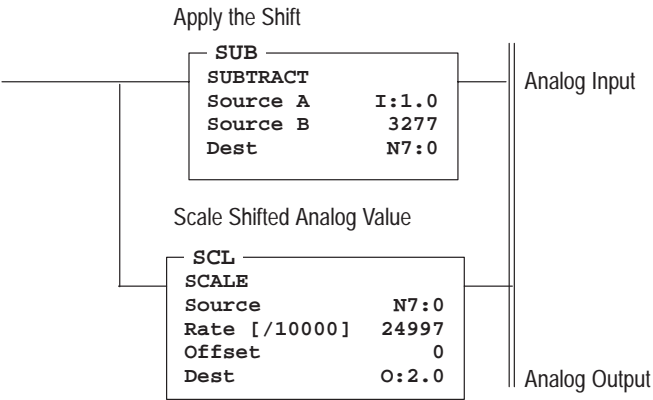 Apply the Shift
SUB
SUBTRACT
Source A I:1.0
Source B 3277
Dest N7:0
Analog Input
Scale Shifted Analog Value
SCL
SCALE
Source N7:0
Rate [/10000] 24997
Offset 0
Dest O:2.0
Analog Output